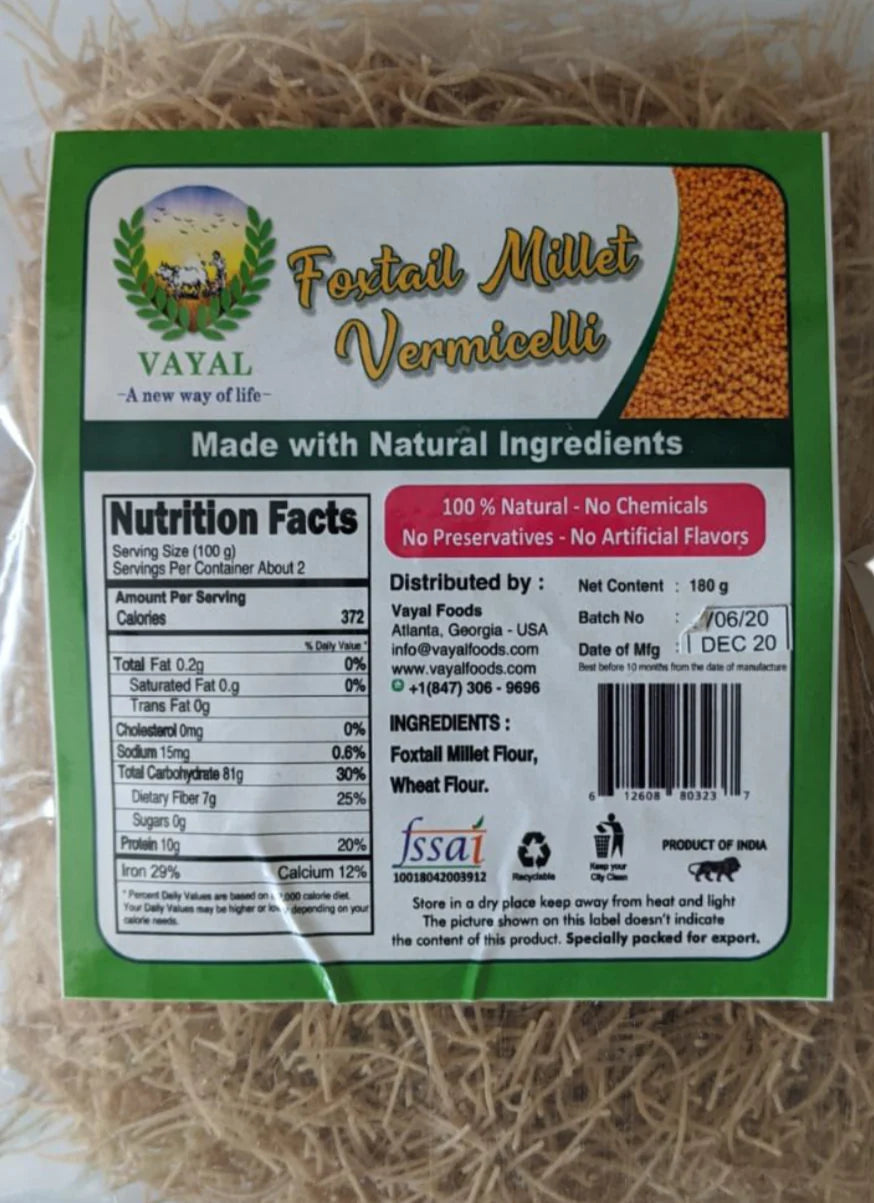 VAYAL
-A new way of life-
Foxtail Millet
Vermicelli
Made with Natural Ingredients
Nutrition Facts
Serving Size (100 g)
Servings Per Container About 2
Amount Per Serving
Calories 372
% Daily Value *
Total Fat 0.2g 0%
Saturated Fat 0.g 0%
Trans Fat 0g
Cholesterol 0mg 0%
Sodium 15mg 0.6%
Total Carbohydrate 81g 30%
Dietary Fiber 7g 25%
Sugars 0g
Protein 10g 20%
Iron 29% Calcium 12%
* Percent Daily Values are based on 000 calorie diet.
Your Daily Values may be higher or depending on your
calorie needs.
100 % Natural - No Chemicals
No Preservatives - No Artificial Flavors
Distributed by :
Vayal Foods
Atlanta, Georgia - USA
info@vayalfoods.com
www.vayalfoods.com
+1(847) 306 - 9696
Net Content : 180 g
Batch No : /06/20
Date of Mfg : DEC 20
Best before 10 months from the date of manufacture
INGREDIENTS :
Foxtail Millet Flour,
Wheat Flour.
6 12608 80323 7
fssai
10018042003912
Recyclable
Keep your
City Clean
PRODUCT OF INDIA
Store in a dry place keep away from heat and light
The picture shown on this label doesn't indicate
the content of this product. Specially packed for export.